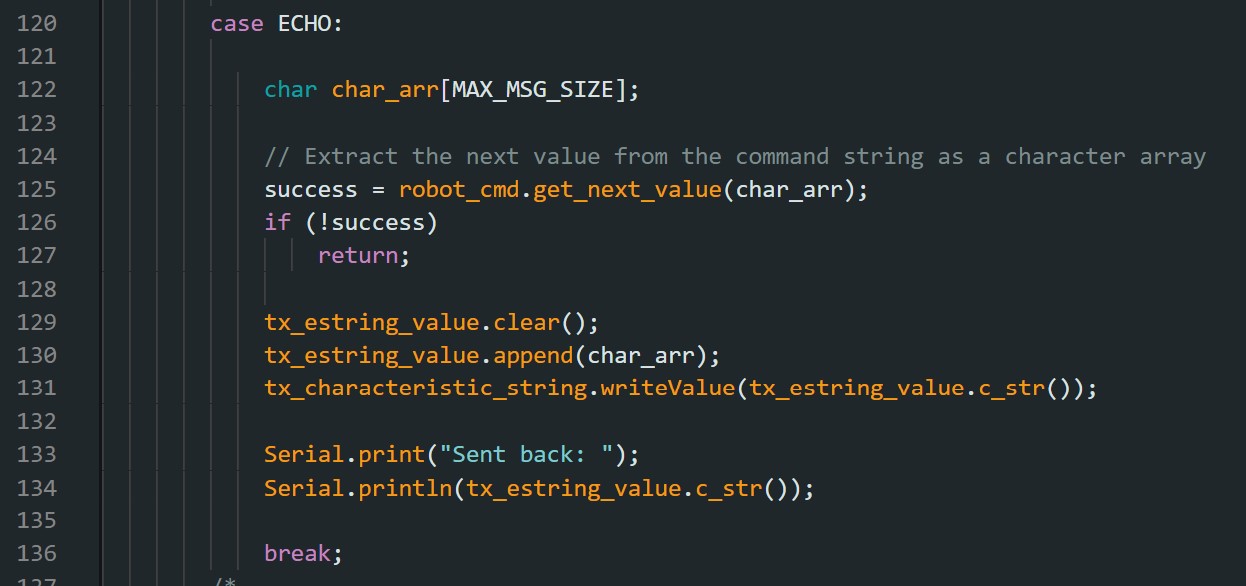 120 case ECHO:
121
122 char char_arr[MAX_MSG_SIZE];
123
124 // Extract the next value from the command string as a character array
125 success = robot_cmd.get_next_value(char_arr);
126 if (!success)
127 return;
128
129 tx_estring_value.clear();
130 tx_estring_value.append(char_arr);
131 tx_characteristic_string.writeValue(tx_estring_value.c_str());
132
133 Serial.print("Sent back: ");
134 Serial.println(tx_estring_value.c_str());
135
136 break;
137 /*